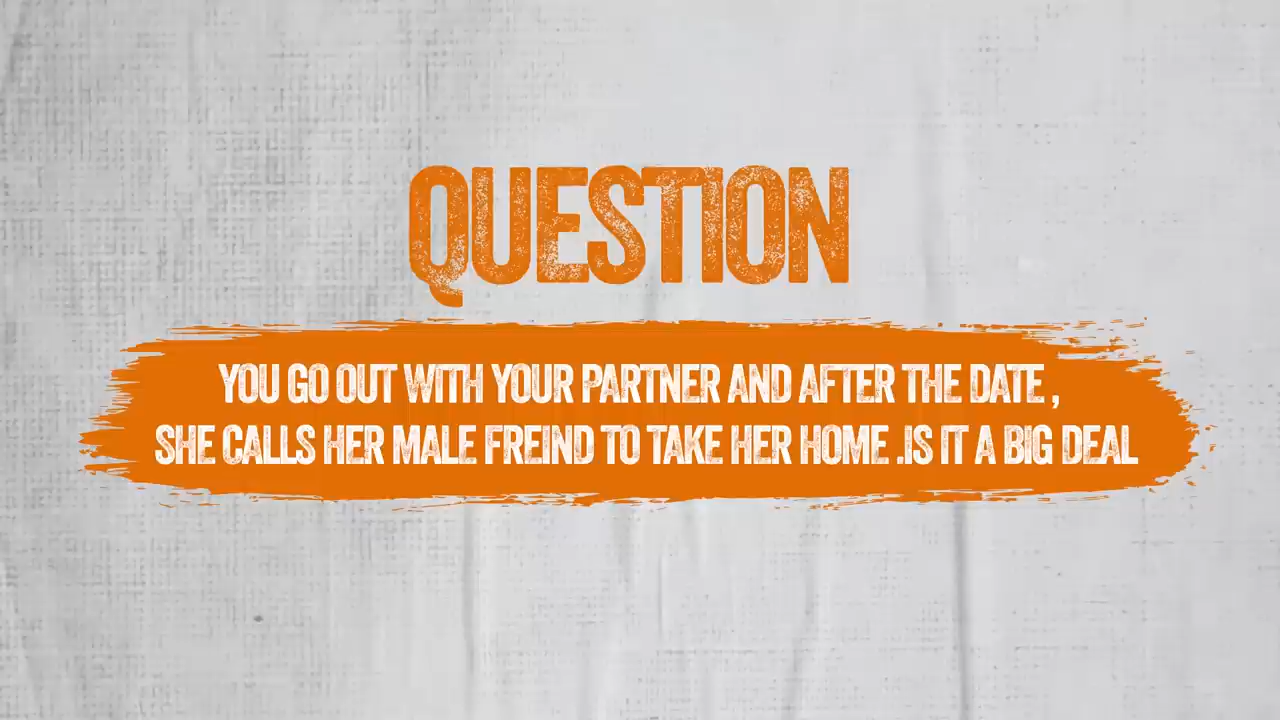 QUESTION
YOU GO OUT WITH YOUR PARTNER AND AFTER THE DATE ,
SHE CALLS HER MALE FREIND TO TAKE HER HOME .IS IT A BIG DEAL